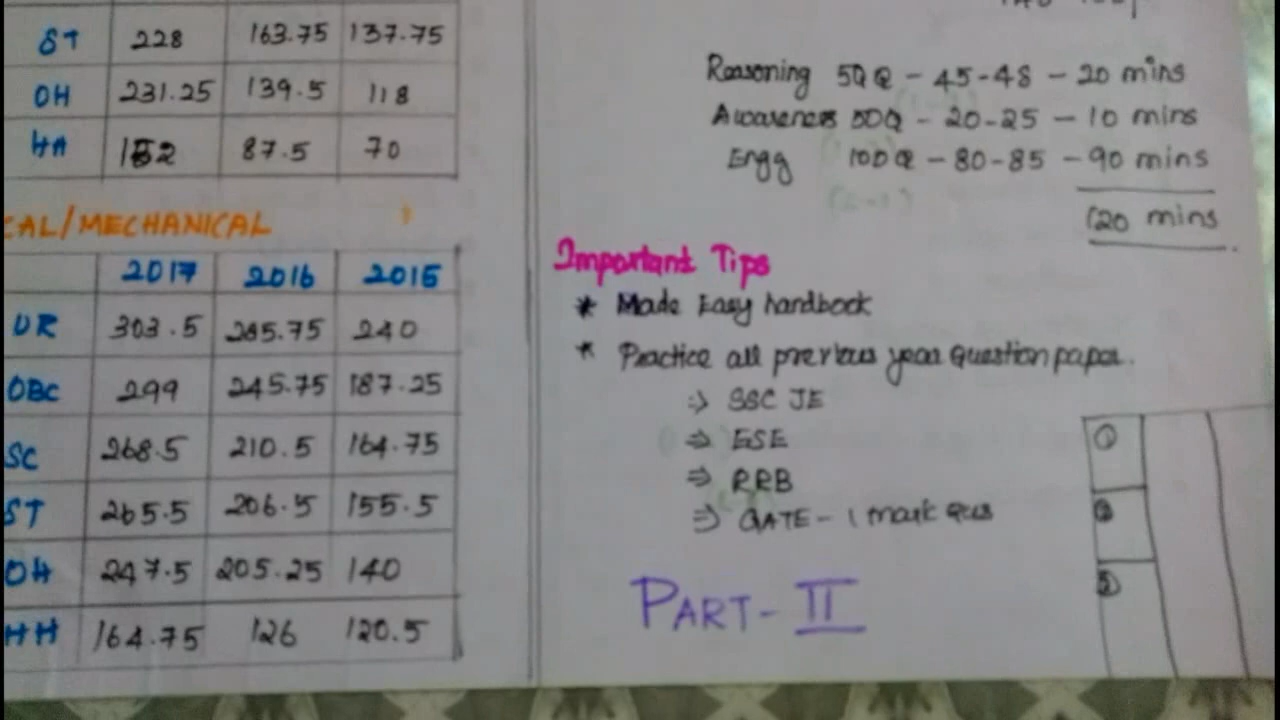 ST 228 163.75 137.75
OH 231.25 139.5 118
HH 152 87.5 70
CAL/MECHANICAL
2017 2016 2015
UR 303.5 285.75 240
OBC 299 245.75 187.25
SC 268.5 210.5 164.75
ST 265.5 206.5 155.5
OH 247.5 205.25 140
HH 164.75 126 120.5
Reasoning 50Q - 45-48 - 20 mins
Awareness 50Q - 20-25 - 10 mins
Engg 100Q - 80-85 - 90 mins
120 mins
Important Tips
* Made Easy handbook
* Practice all previous year Question paper.
⇒ SSC JE
⇒ ESE
⇒ RRB
⇒ GATE - 1 mark Qus
PART-II
①
②
③